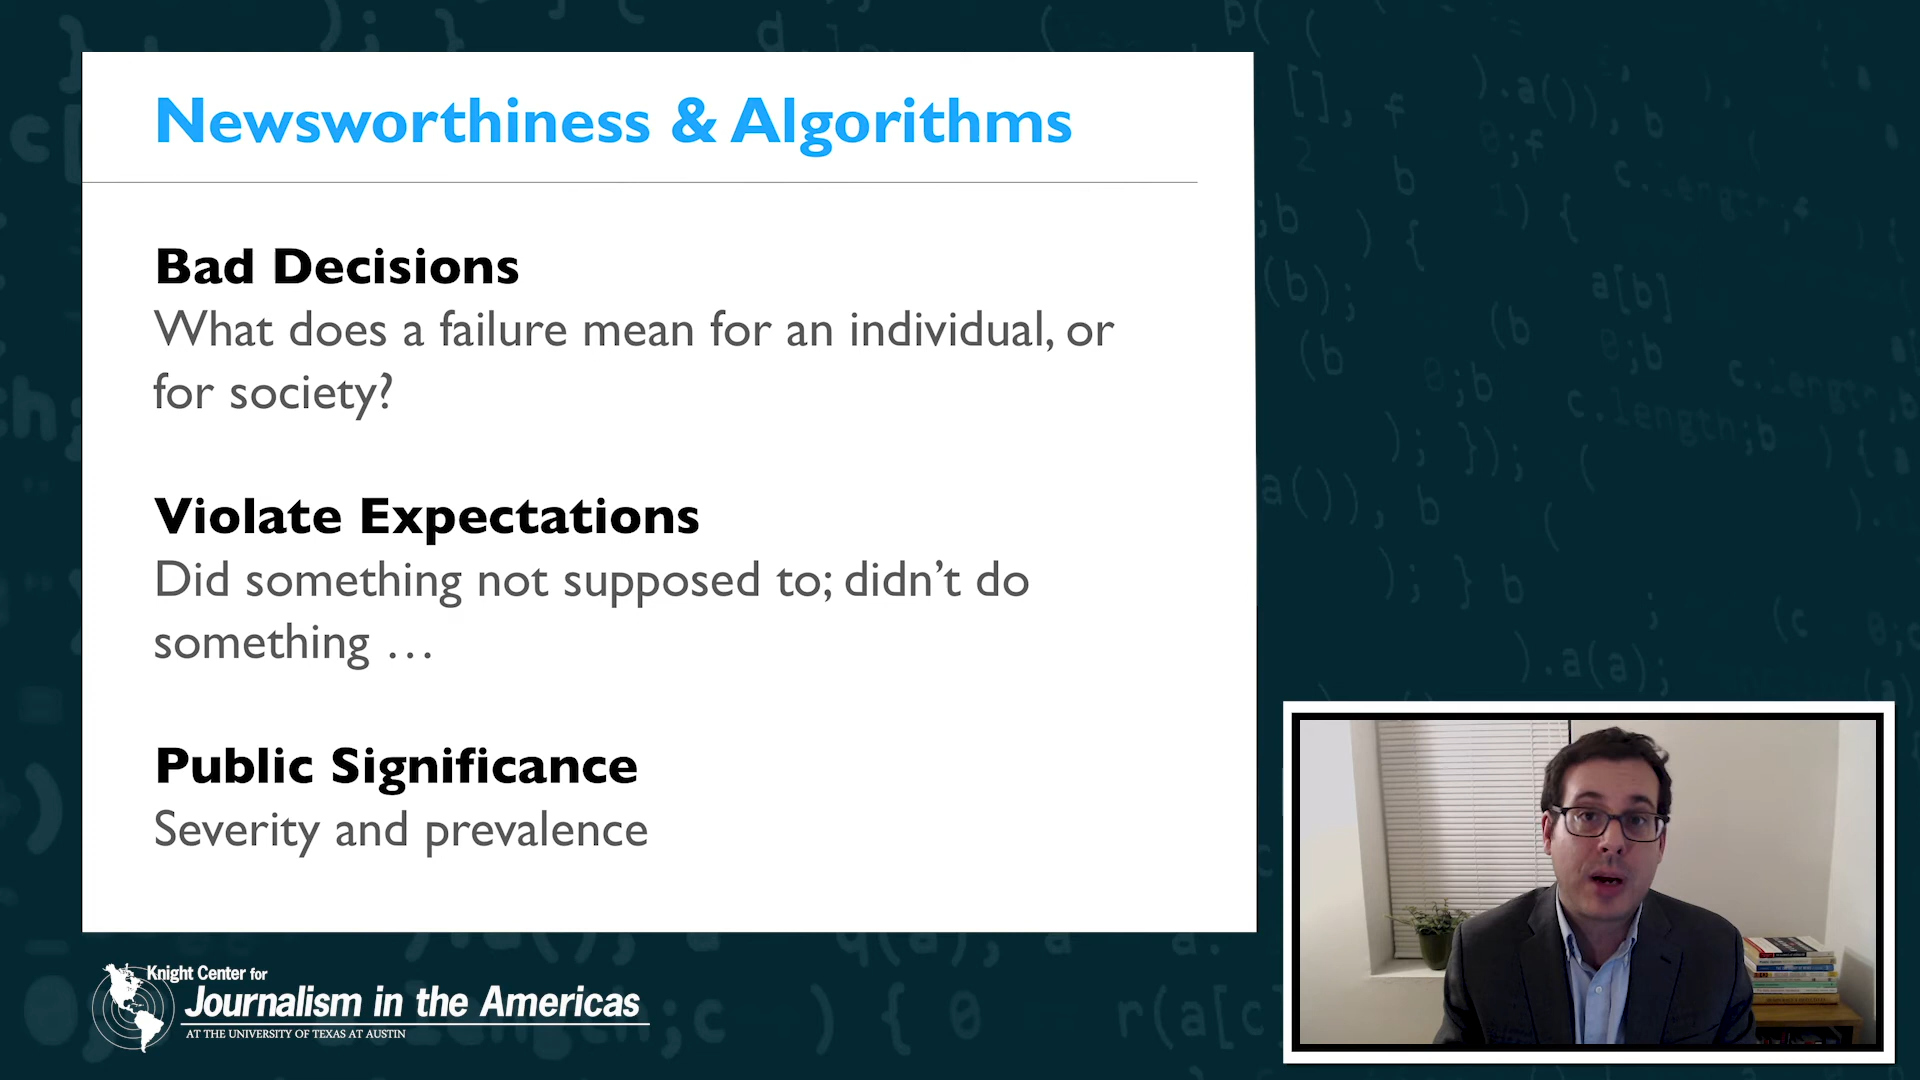 Newsworthiness & Algorithms
Bad Decisions
What does a failure mean for an individual, or
for society?
Violate Expectations
Did something not supposed to; didn’t do
something …
Public Significance
Severity and prevalence
Knight Center for
Journalism in the Americas
AT THE UNIVERSITY OF TEXAS AT AUSTIN